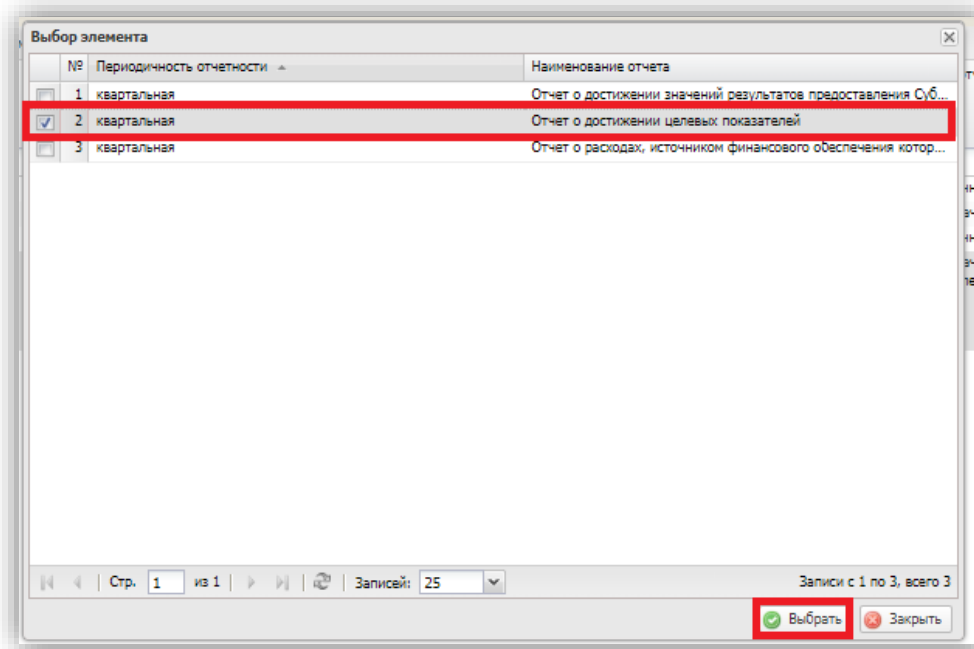 Выбор элемента
№ Периодичность отчетности Наименование отчета
1 квартальная Отчет о достижении значений результатов предоставления Суб...
2 квартальная Отчет о достижении целевых показателей
3 квартальная Отчет о расходах, источником финансового обеспечения котор...
Стр. 1 из 1 Записей: 25 Записи с 1 по 3, всего 3
Выбрать Закрыть